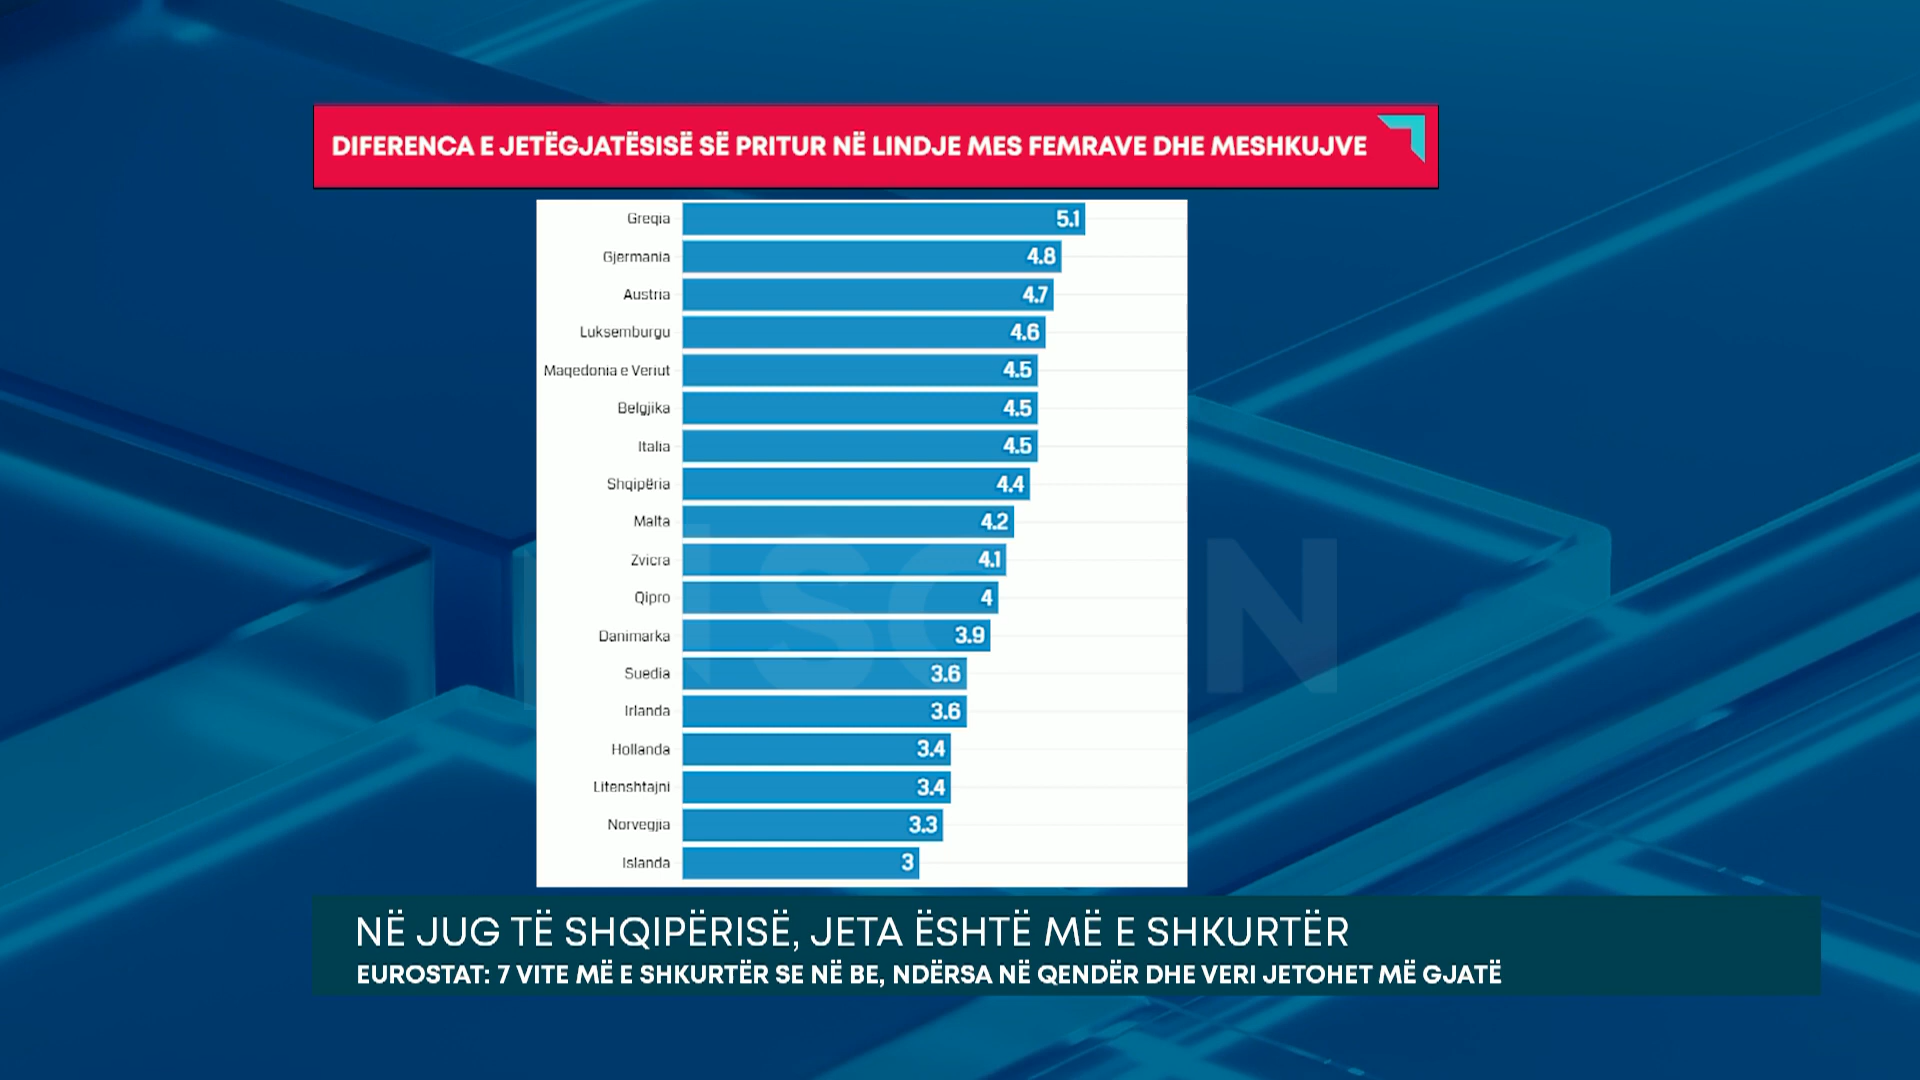 DIFERENCA E JETËGJATËSISË SË PRITUR NË LINDJE MES FEMRAVE DHE MESHKUJVE
Greqia 5.1
Gjermania 4.8
Austria 4.7
Luksemburgu 4.6
Maqedonia e Veriut 4.5
Belgjika 4.5
Italia 4.5
Shqipëria 4.4
Malta 4.2
Zvicra 4.1
Qipro 4
Danimarka 3.9
Suedia 3.6
Irlanda 3.6
Hollanda 3.4
Litenshtajni 3.4
Norvegjia 3.3
Islanda 3
NË JUG TË SHQIPËRISË, JETA ËSHTË MË E SHKURTËR
EUROSTAT: 7 VITE MË E SHKURTËR SE NË BE, NDËRSA NË QENDËR DHE VERI JETOHET MË GJATË